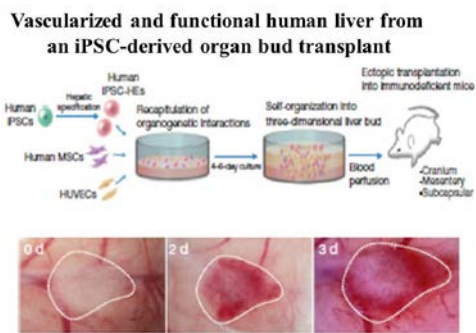 Vascularized and functional human liver from
an iPSC-derived organ bud transplant
Human
iPSCs
Hepatic
specification
Human
iPSC-HEs
Human MSCs
HUVECs
Recapitulation of
organogenetic interactions
4-6-day culture
Self-organization into
three-dimensional liver bud
Blood
perfusion
Ectopic transplantation
into immunodeficient mice
•Cranium
•Mesentery
•Subcapsular
0 d
2 d
3 d